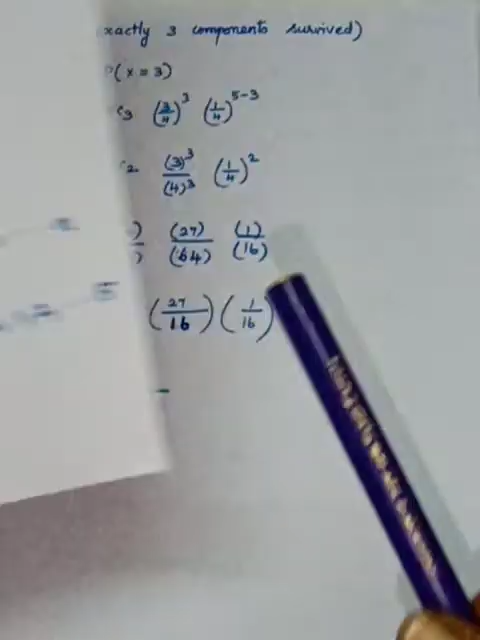 xactly 3 components survived)
P(x=3)
C3 (3/4)^3 (1/4)^5-3
(3)^3/(4)^3 (1/4)^2
(27)/(64) (1)/(16)
(27/16)(1/16)